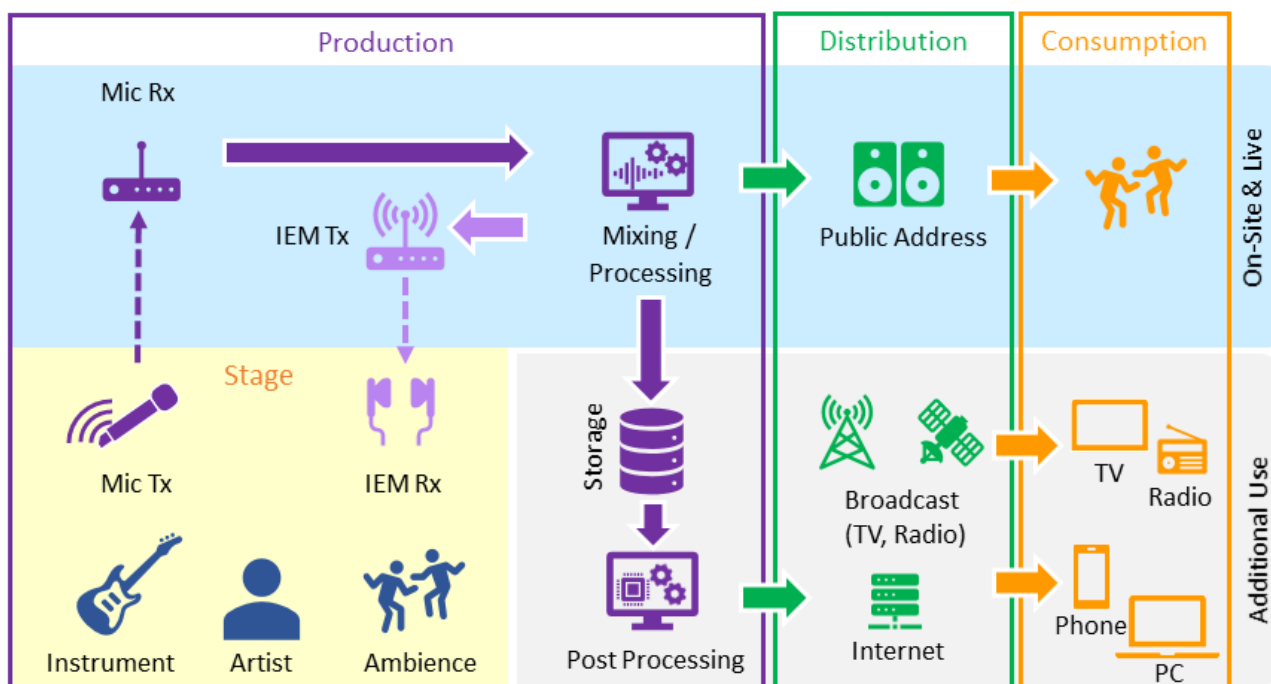 Production
Distribution
Consumption
Mic Rx
IEM Tx
Mixing /
Processing
Public Address
On-Site & Live
Stage
Mic Tx
IEM Rx
Storage
Broadcast
(TV, Radio)
TV
Radio
Additional Use
Instrument
Artist
Ambience
Post Processing
Internet
Phone
PC